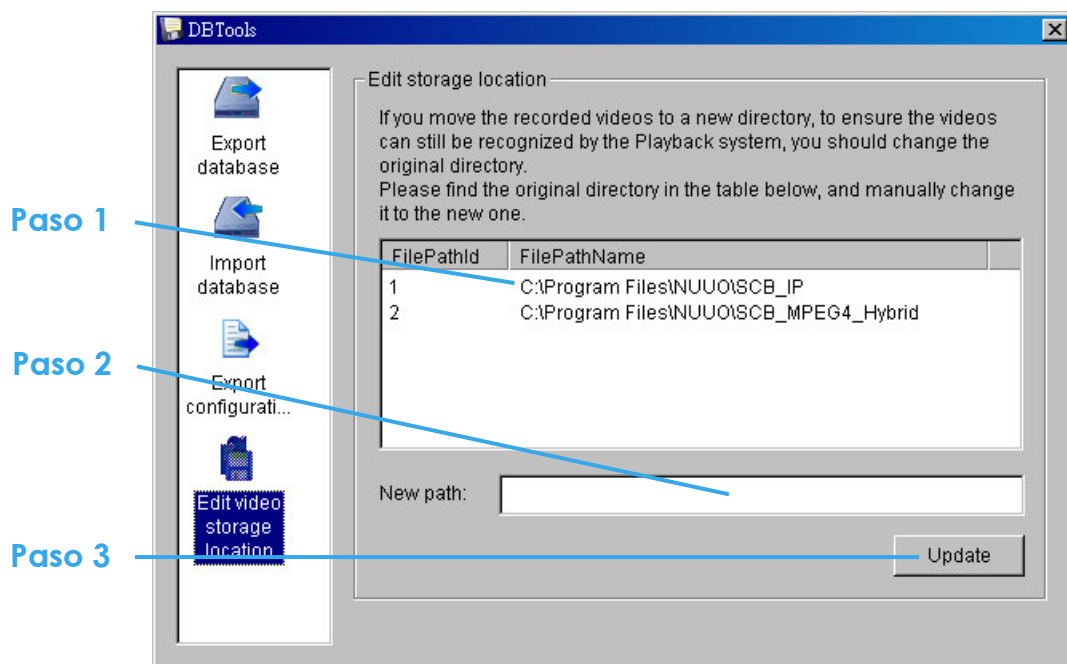 DBTools
Export
database
Import
database
Export
configurati...
Edit video
storage
location
Edit storage location
If you move the recorded videos to a new directory, to ensure the videos
can still be recognized by the Playback system, you should change the
original directory.
Please find the original directory in the table below, and manually change
it to the new one.
FilePathId FilePathName
1 C:\Program Files\NUUO\SCB_IP
2 C:\Program Files\NUUO\SCB_MPEG4_Hybrid
New path:
Update
Paso 1
Paso 2
Paso 3